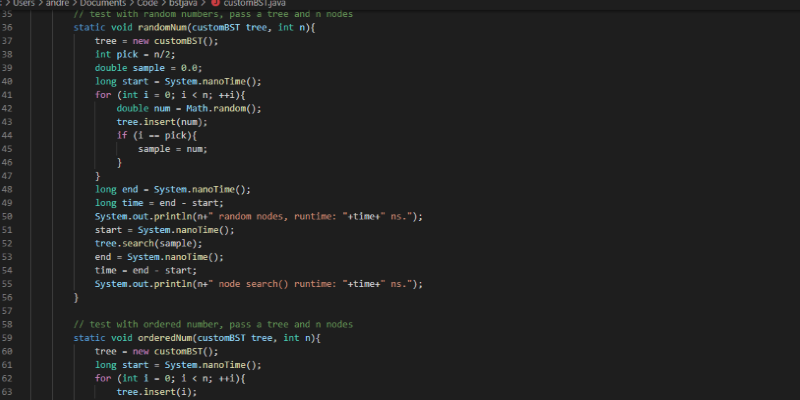 Users > andre > Documents > Code > bstjava > customBST.java
35 // test with random numbers, pass a tree and n nodes
36 static void randomNum(customBST tree, int n){
37 tree = new customBST();
38 int pick = n/2;
39 double sample = 0.0;
40 long start = System.nanoTime();
41 for (int i = 0; i < n; ++i){
42 double num = Math.random();
43 tree.insert(num);
44 if (i == pick){
45 sample = num;
46 }
47 }
48 long end = System.nanoTime();
49 long time = end - start;
50 System.out.println(n+" random nodes, runtime: "+time+" ns.");
51 start = System.nanoTime();
52 tree.search(sample);
53 end = System.nanoTime();
54 time = end - start;
55 System.out.println(n+" node search() runtime: "+time+" ns.");
56 }
57
58 // test with ordered number, pass a tree and n nodes
59 static void orderedNum(customBST tree, int n){
60 tree = new customBST();
61 long start = System.nanoTime();
62 for (int i = 0; i < n; ++i){
63 tree.insert(i);